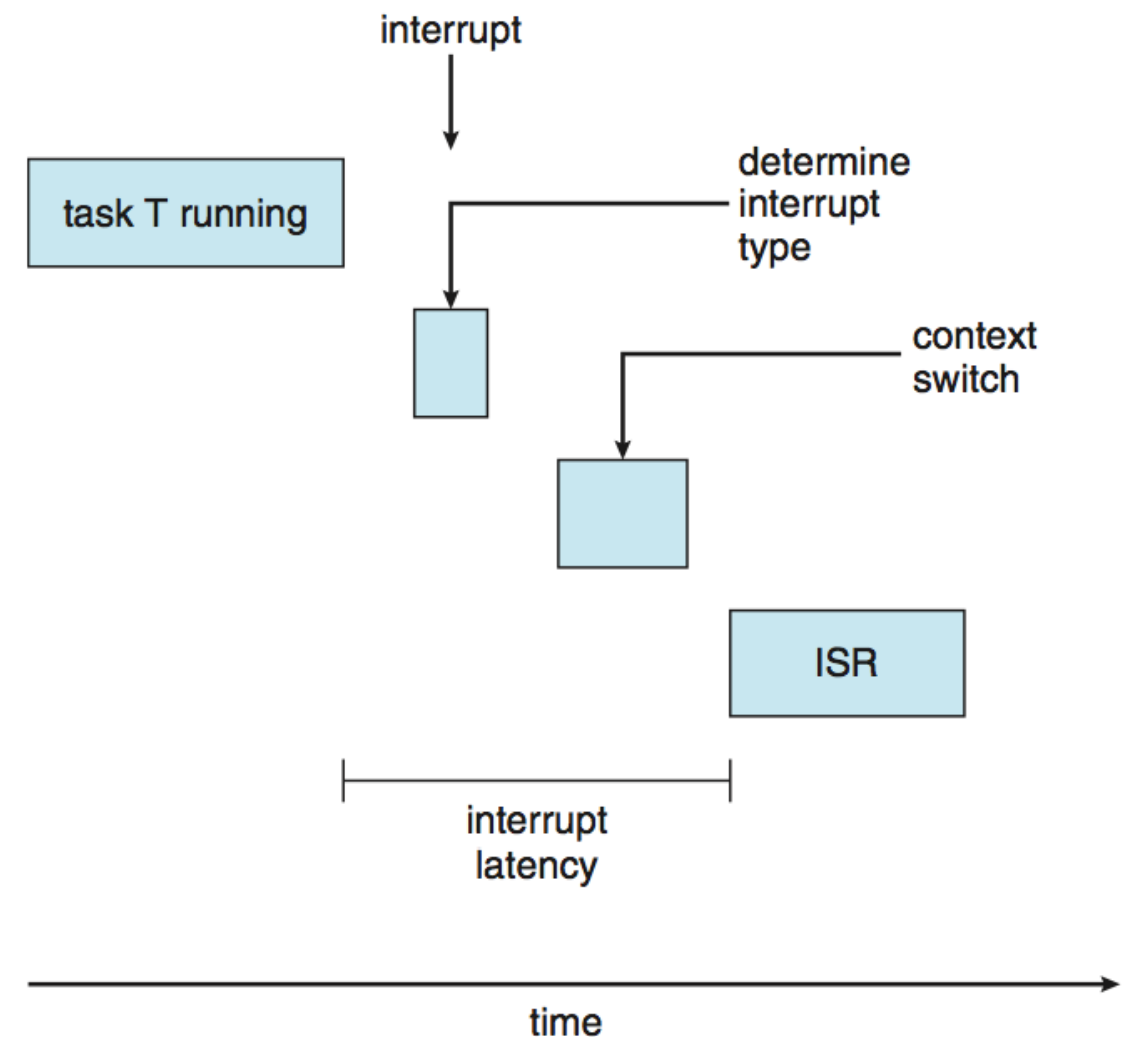 interrupt
task T running
determine
interrupt
type
context
switch
ISR
interrupt
latency
time